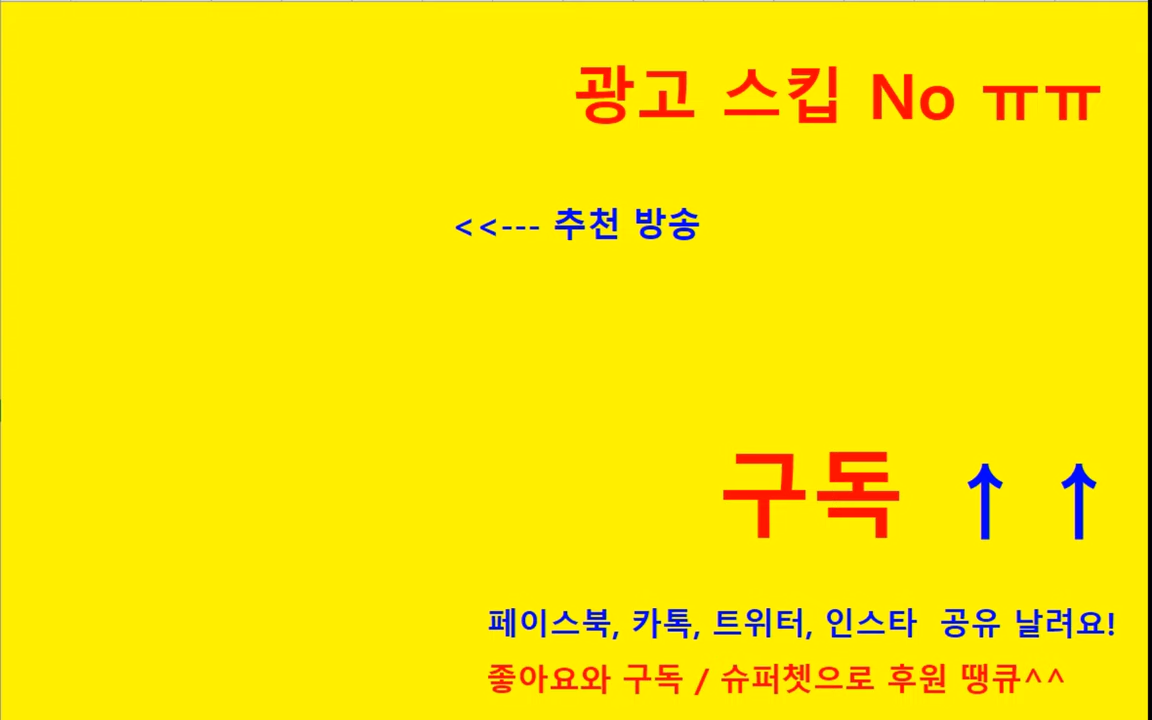 광고 스킵 No ㅠㅠ
<<--- 추천 방송
구독 ↑ ↑
페이스북, 카톡, 트위터, 인스타 공유 날려요!
좋아요와 구독 / 슈퍼쳇으로 후원 땡큐^^